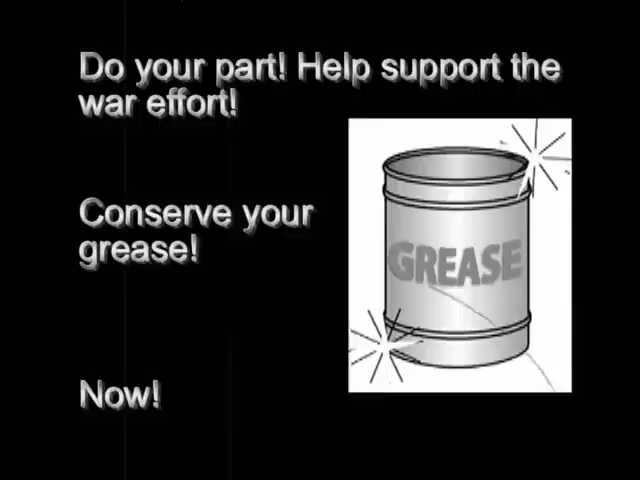 Do your part! Help support the
war effort!
Conserve your
grease!
GREASE
Now!